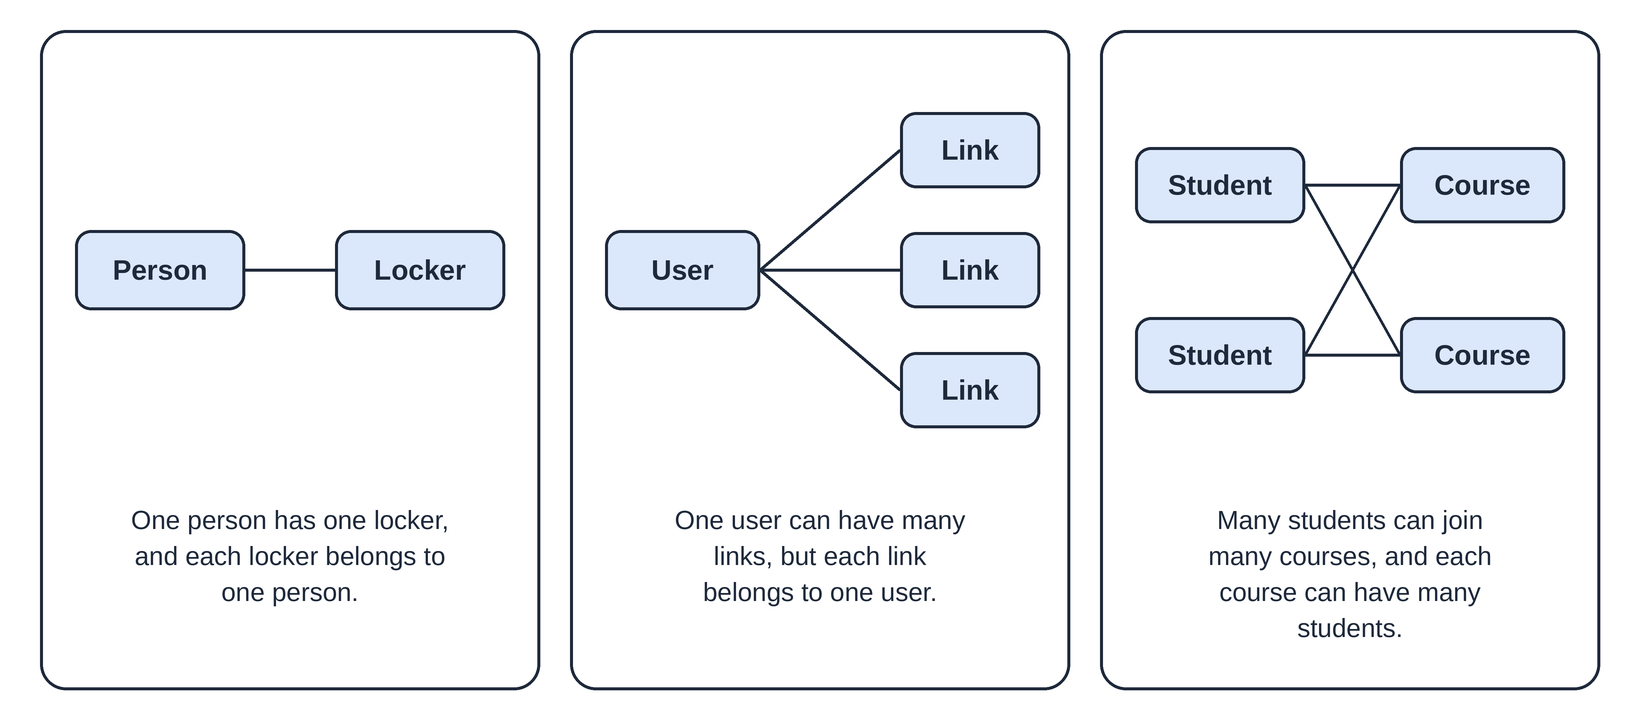 Person
Locker
One person has one locker,
and each locker belongs to
one person.
User
Link
Link
Link
One user can have many
links, but each link
belongs to one user.
Student
Course
Student
Course
Many students can join
many courses, and each
course can have many
students.